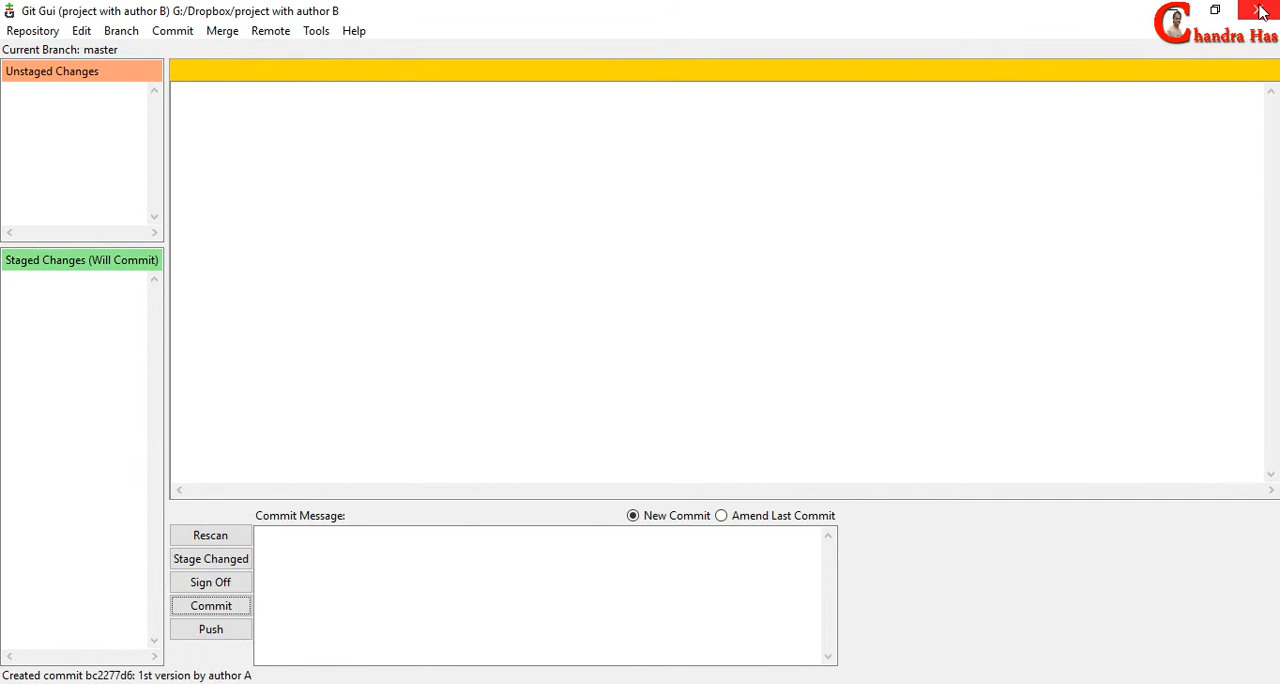 Git Gui (project with author B) G:/Dropbox/project with author B
Chandra Has
Repository Edit Branch Commit Merge Remote Tools Help
Current Branch: master
Unstaged Changes
Staged Changes (Will Commit)
Commit Message: New Commit Amend Last Commit
Rescan
Stage Changed
Sign Off
Commit
Push
Created commit bc2277d6: 1st version by author A